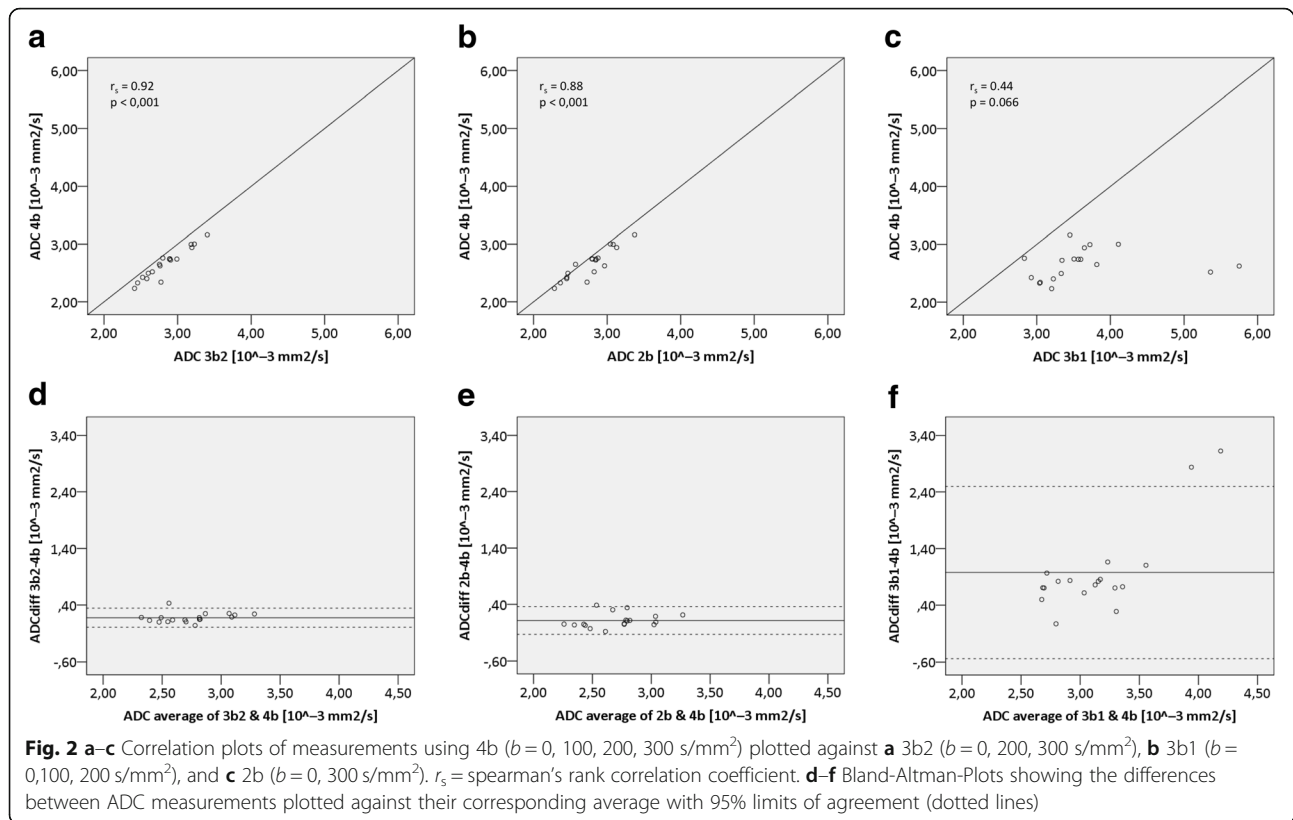 a
b
c
6,00
5,00
4,00
3,00
2,00
ADC 4b [10^−3 mm2/s]
rs = 0.92
p < 0,001
2,00 3,00 4,00 5,00 6,00
ADC 3b2 [10^−3 mm2/s]
6,00
5,00
4,00
3,00
2,00
ADC 4b [10^−3 mm2/s]
rs = 0.88
p < 0,001
2,00 3,00 4,00 5,00 6,00
ADC 2b [10^−3 mm2/s]
6,00
5,00
4,00
3,00
2,00
ADC 4b [10^−3 mm2/s]
rs = 0.44
p = 0.066
2,00 3,00 4,00 5,00 6,00
ADC 3b1 [10^−3 mm2/s]
d
e
f
3,40
2,40
1,40
,40
-,60
ADCdiff 3b2-4b [10^−3 mm2/s]
2,00 2,50 3,00 3,50 4,00 4,50
ADC average of 3b2 & 4b [10^−3 mm2/s]
3,40
2,40
1,40
,40
-,60
ADCdiff 2b-4b [10^−3 mm2/s]
2,00 2,50 3,00 3,50 4,00 4,50
ADC average of 2b & 4b [10^−3 mm2/s]
3,40
2,40
1,40
,40
-,60
ADCdiff 3b1-4b [10^−3 mm2/s]
2,00 2,50 3,00 3,50 4,00 4,50
ADC average of 3b1 & 4b [10^−3 mm2/s]
Fig. 2 a–c Correlation plots of measurements using 4b (b = 0, 100, 200, 300 s/mm²) plotted against a 3b2 (b = 0, 200, 300 s/mm²), b 3b1 (b =
0,100, 200 s/mm²), and c 2b (b = 0, 300 s/mm²). rs = spearman's rank correlation coefficient. d–f Bland-Altman-Plots showing the differences
between ADC measurements plotted against their corresponding average with 95% limits of agreement (dotted lines)